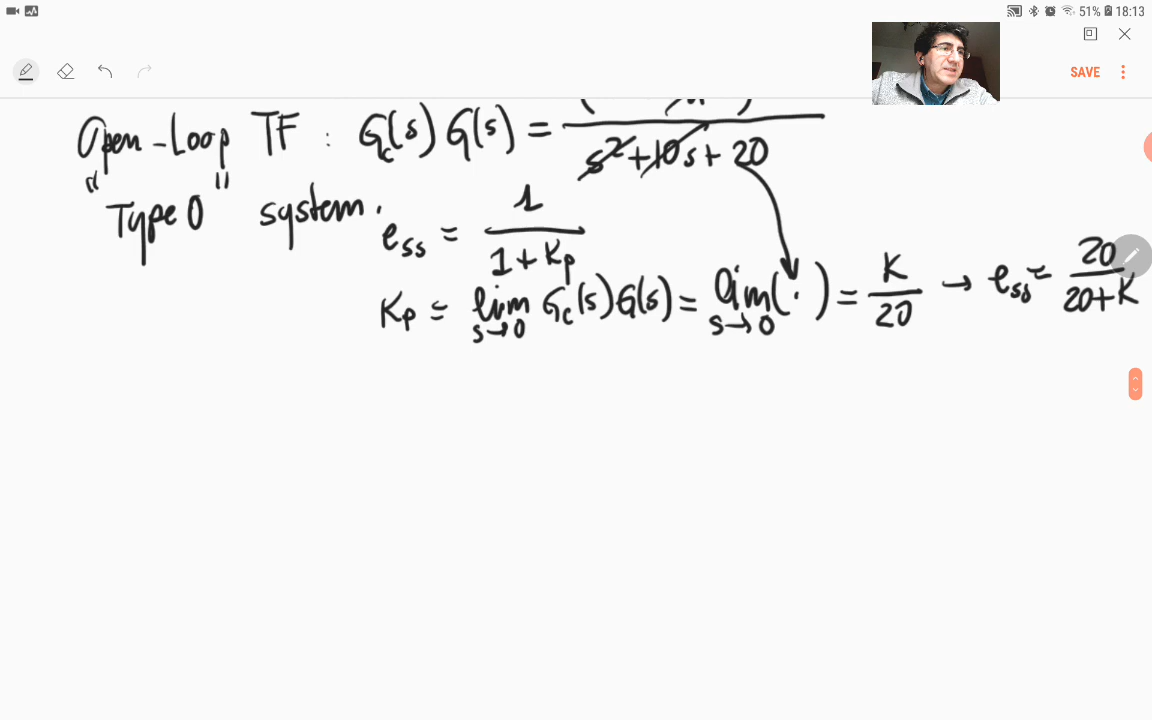 51% 18:13
SAVE
Open-Loop TF : Gc(s) G(s) = / s²+10s+20
"Type 0" system.
ess = 1 / 1+Kp
Kp = lim s→0 Gc(s)G(s) = lim s→0 (·) = K/20 → ess = 20/20+K